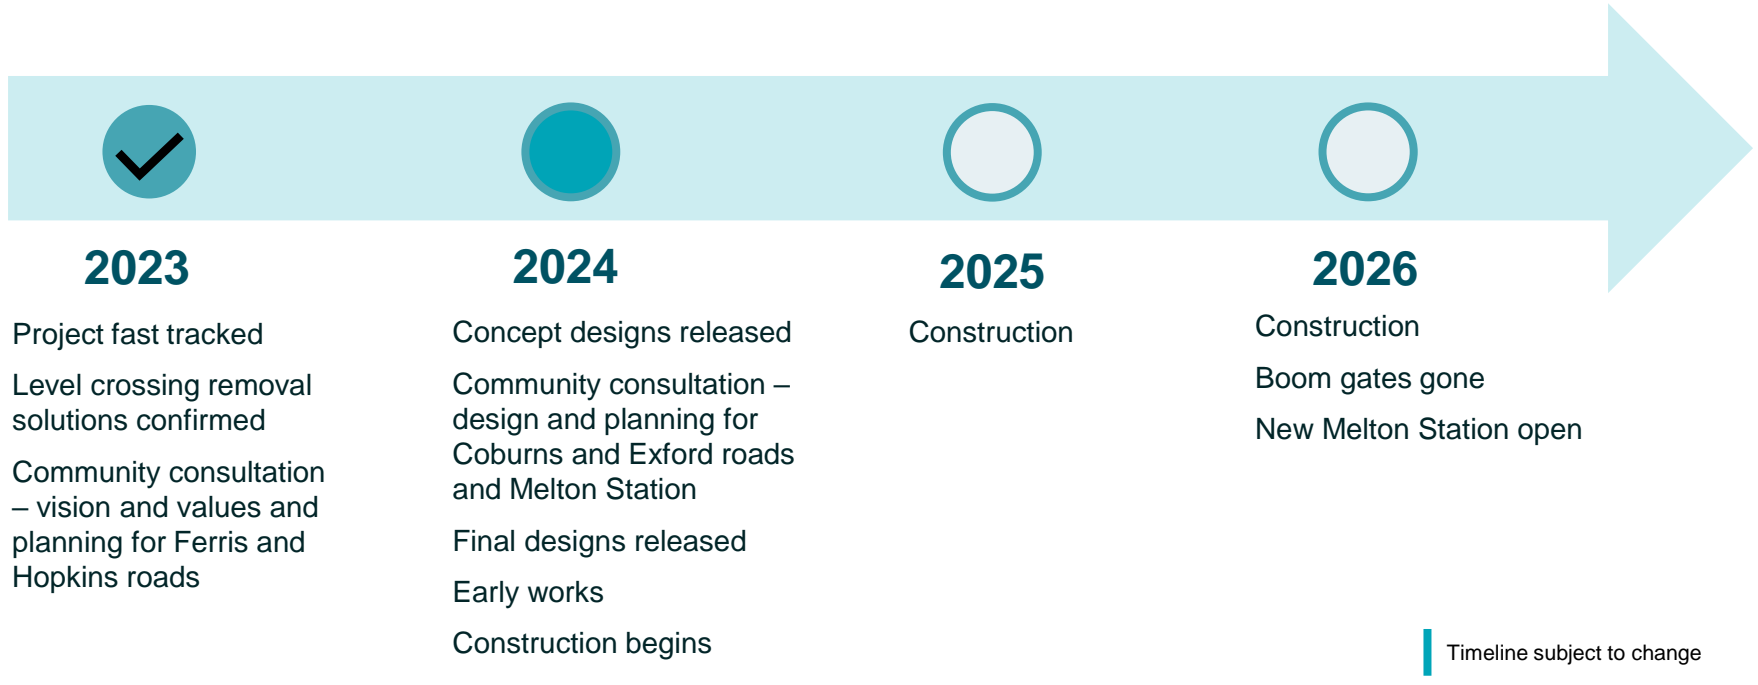 2023
Project fast tracked
Level crossing removal
solutions confirmed
Community consultation
– vision and values and
planning for Ferris and
Hopkins roads
2024
Concept designs released
Community consultation –
design and planning for
Coburns and Exford roads
and Melton Station
Final designs released
Early works
Construction begins
2025
Construction
2026
Construction
Boom gates gone
New Melton Station open
Timeline subject to change